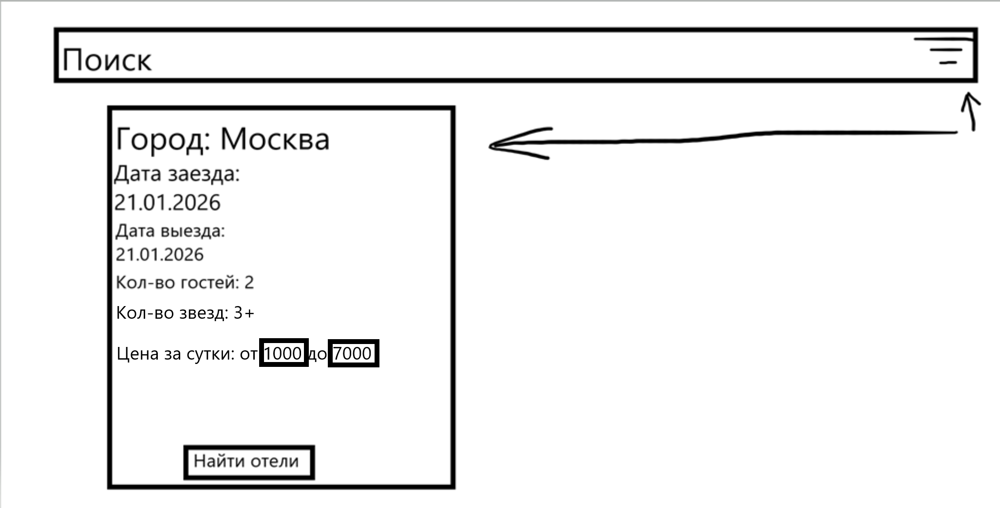 Поиск
Город: Москва
Дата заезда:
21.01.2026
Дата выезда:
21.01.2026
Кол-во гостей: 2
Кол-во звезд: 3+
Цена за сутки: от 1000 до 7000
Найти отели